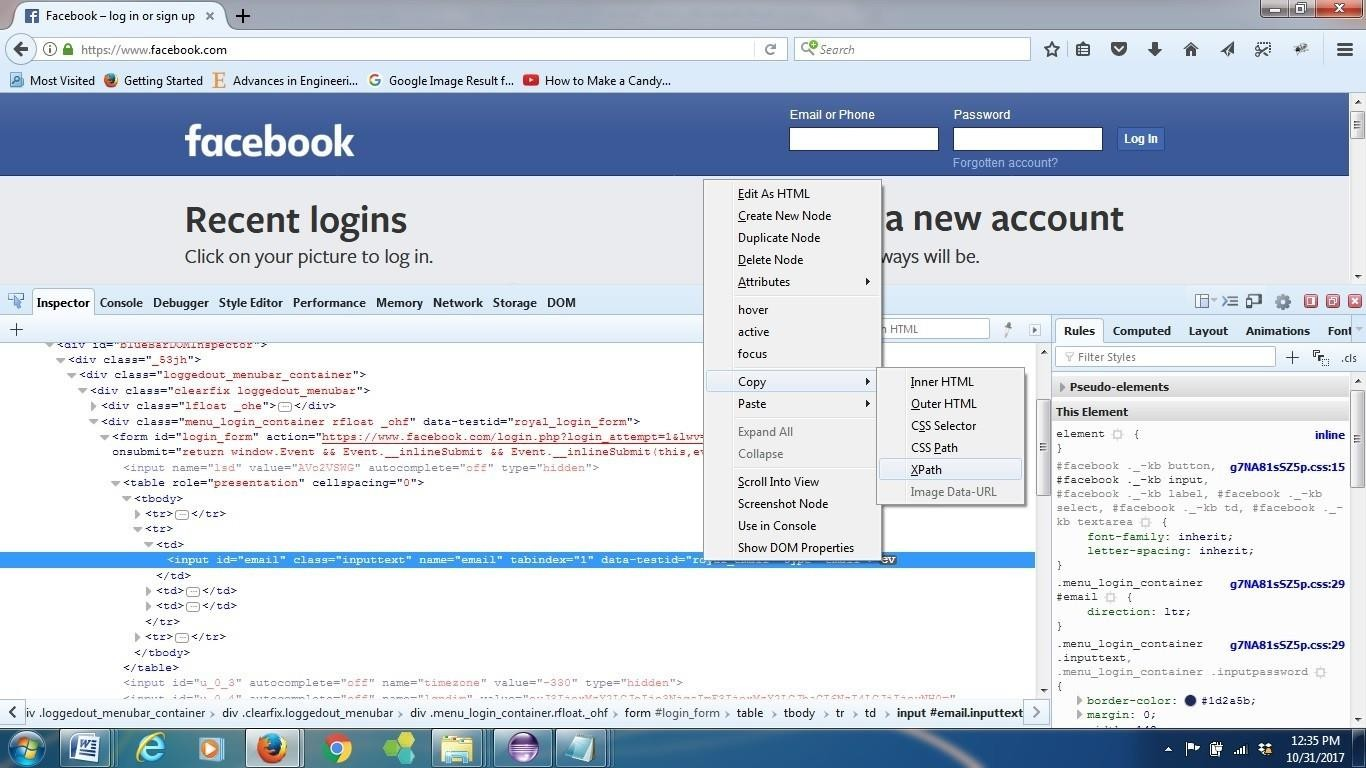 Facebook – log in or sign up
https://www.facebook.com
Search
Most Visited
Getting Started
Advances in Engineeri...
Google Image Result f...
How to Make a Candy...
Email or Phone
Password
Log In
Forgotten account?
facebook
Recent logins
Click on your picture to log in.
a new account
ways will be.
Edit As HTML
Create New Node
Duplicate Node
Delete Node
Attributes
hover
active
focus
Copy
Paste
Expand All
Collapse
Scroll Into View
Screenshot Node
Use in Console
Show DOM Properties
Inner HTML
Outer HTML
CSS Selector
CSS Path
XPath
Image Data-URL
Inspector Console Debugger Style Editor Performance Memory Network Storage DOM
HTML
<div id="blueBarDOMInspector">
<div class="_53jh">
<div class="loggedout_menubar_container">
<div class="clearfix loggedout_menubar">
<div class="lfloat _ohe"></div>
<div class="menu_login_container rfloat _ohf" data-testid="royal_login_form">
<form id="login_form" action="https://www.facebook.com/login.php?login_attempt=1&lwv=
onsubmit="return window.Event && Event.__inlineSubmit && Event.__inlineSubmit(this,ev
<input name="lsd" value="AVo2VSWG" autocomplete="off" type="hidden">
<table role="presentation" cellspacing="0">
<tbody>
<tr></tr>
<tr>
<td>
<input id="email" class="inputtext" name="email" tabindex="1" data-testid= ev
</td>
<td></td>
<td></td>
</tr>
<tr></tr>
</tbody>
</table>
<input id="u_0_3" autocomplete="off" name="timezone" value="-330" type="hidden">
<input id="u_0_4" autocomplete="off" name="lgndim"
iv .loggedout_menubar_container
div .clearfix.loggedout_menubar
div .menu_login_container.rfloat._ohf
form #login_form
table
tbody
tr
td
input #email.inputtext
Rules Computed Layout Animations Font
Filter Styles
.cls
Pseudo-elements
This Element
element { inline
}
#facebook ._-kb button, g7NA81sSZ5p.css:15
#facebook ._-kb input,
#facebook ._-kb label, #facebook ._-kb
select, #facebook ._-kb td, #facebook ._-
kb textarea {
font-family: inherit;
letter-spacing: inherit;
}
.menu_login_container g7NA81sSZ5p.css:29
#email {
direction: ltr;
}
.menu_login_container g7NA81sSZ5p.css:29
.inputtext,
.menu_login_container .inputpassword
{
border-color: #1d2a5b;
margin: 0;
12:35 PM
10/31/2017